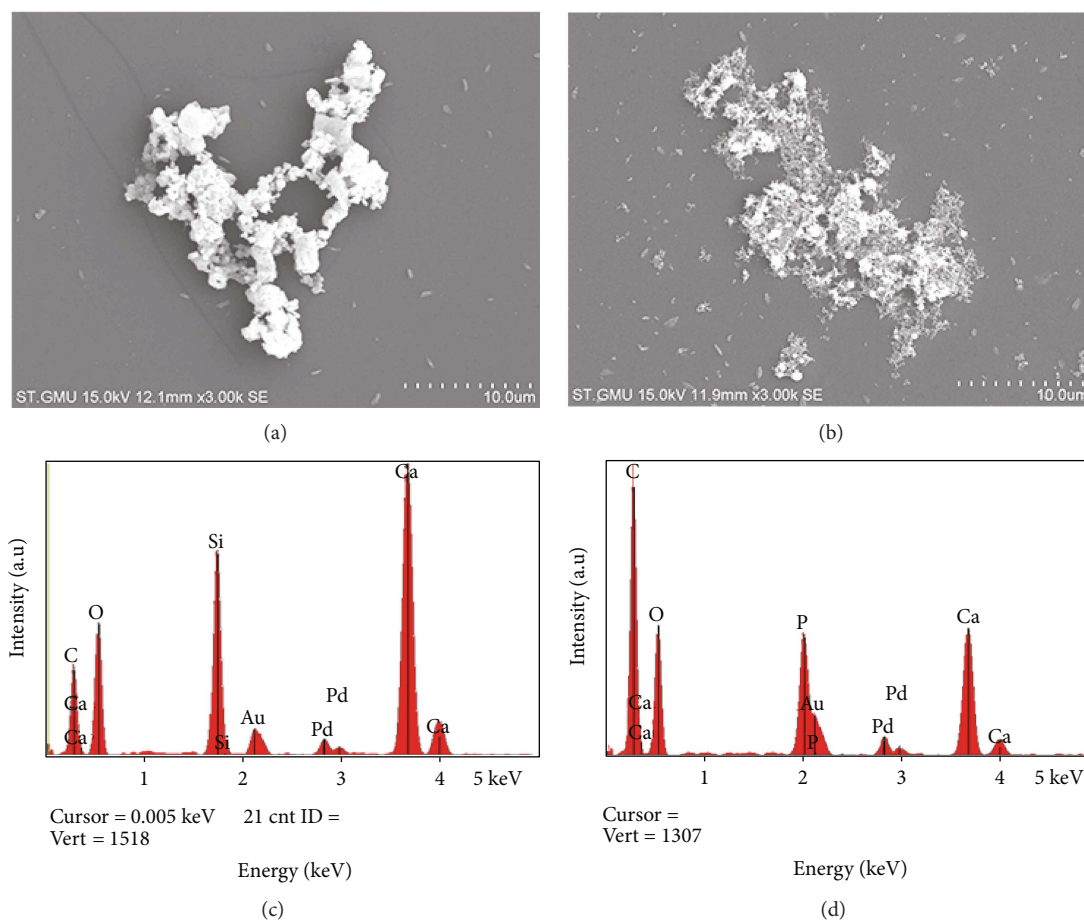 ST.GMU 15.0kV 12.1mm x3.00k SE 10.0um
(a)
ST.GMU 15.0kV 11.9mm x3.00k SE 10.0um
(b)
Intensity (a.u)
C
Ca
Ca
O
Si
Si
Au
Pd
Pd
Ca
Ca
1 2 3 4 5 keV
Cursor = 0.005 keV 21 cnt ID =
Vert = 1518
Energy (keV)
(c)
Intensity (a.u)
C
Ca
Ca
O
P
Au
P
Pd
Pd
Ca
Ca
1 2 3 4 5 keV
Cursor =
Vert = 1307
Energy (keV)
(d)